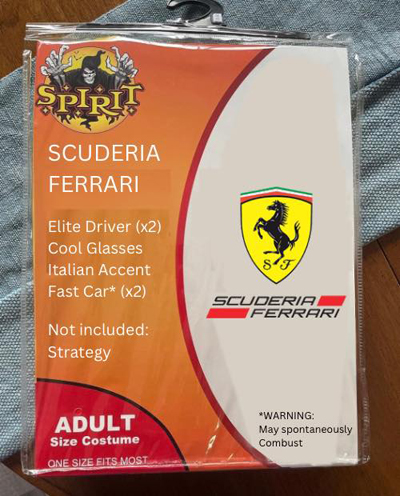 SPIRIT
SCUDERIA
FERRARI
Elite Driver (x2)
Cool Glasses
Italian Accent
Fast Car* (x2)
Not included:
Strategy
S F
SCUDERIA
FERRARI
ADULT
Size Costume
ONE SIZE FITS MOST
*WARNING:
May spontaneously
Combust